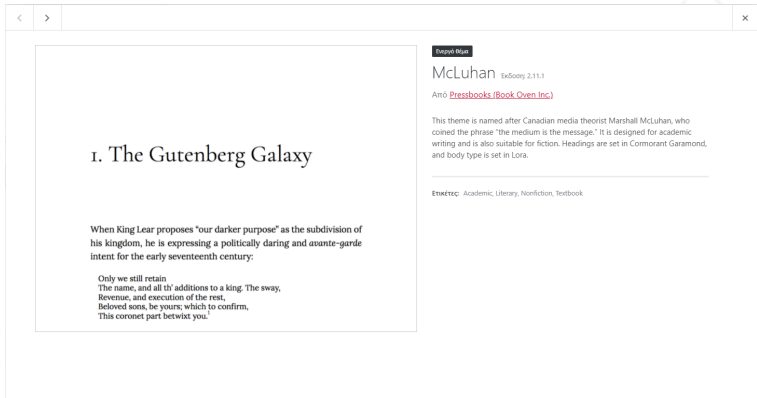 1. The Gutenberg Galaxy
When King Lear proposes “our darker purpose” as the subdivision of
his kingdom, he is expressing a politically daring and avante-garde
intent for the early seventeenth century:
Only we still retain
The name, and all th' additions to a king. The sway,
Revenue, and execution of the rest,
Beloved sons, be yours; which to confirm,
This coronet part betwixt you.1
Ενεργό Θέμα
McLuhan Έκδοση: 2.11.1
Από Pressbooks (Book Oven Inc.)
This theme is named after Canadian media theorist Marshall McLuhan, who
coined the phrase "the medium is the message." It is designed for academic
writing and is also suitable for fiction. Headings are set in Cormorant Garamond,
and body type is set in Lora.
Ετικέτες: Academic, Literary, Nonfiction, Textbook